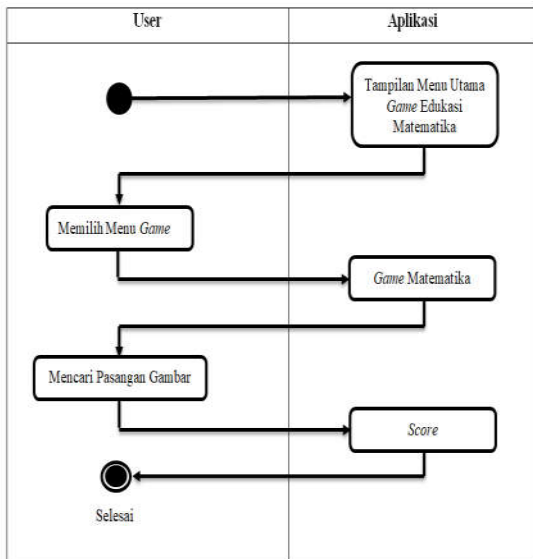 User
Aplikasi
Tampilan Menu Utama
Game Edukasi
Matematika
Memilih Menu Game
Game Matematika
Mencari Pasangan Gambar
Score
Selesai